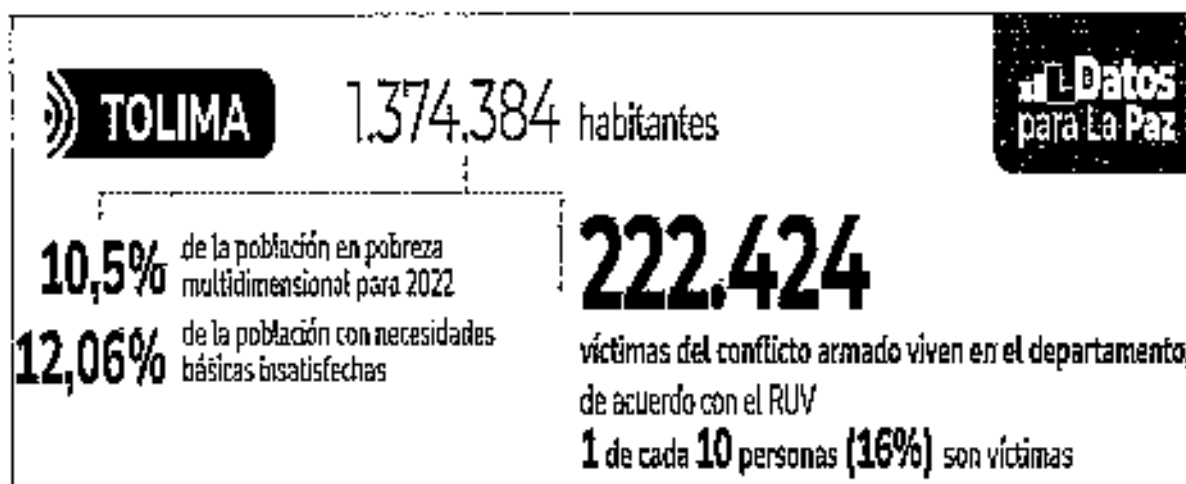 TOLIMA
1.374.384 habitantes
Datos
para La Paz
10,5% de la población en pobreza
multidimensional para 2022
12,06% de la población con necesidades
básicas insatisfechas
222.424
víctimas del conflicto armado viven en el departamento,
de acuerdo con el RUV
1 de cada 10 personas (16%) son víctimas